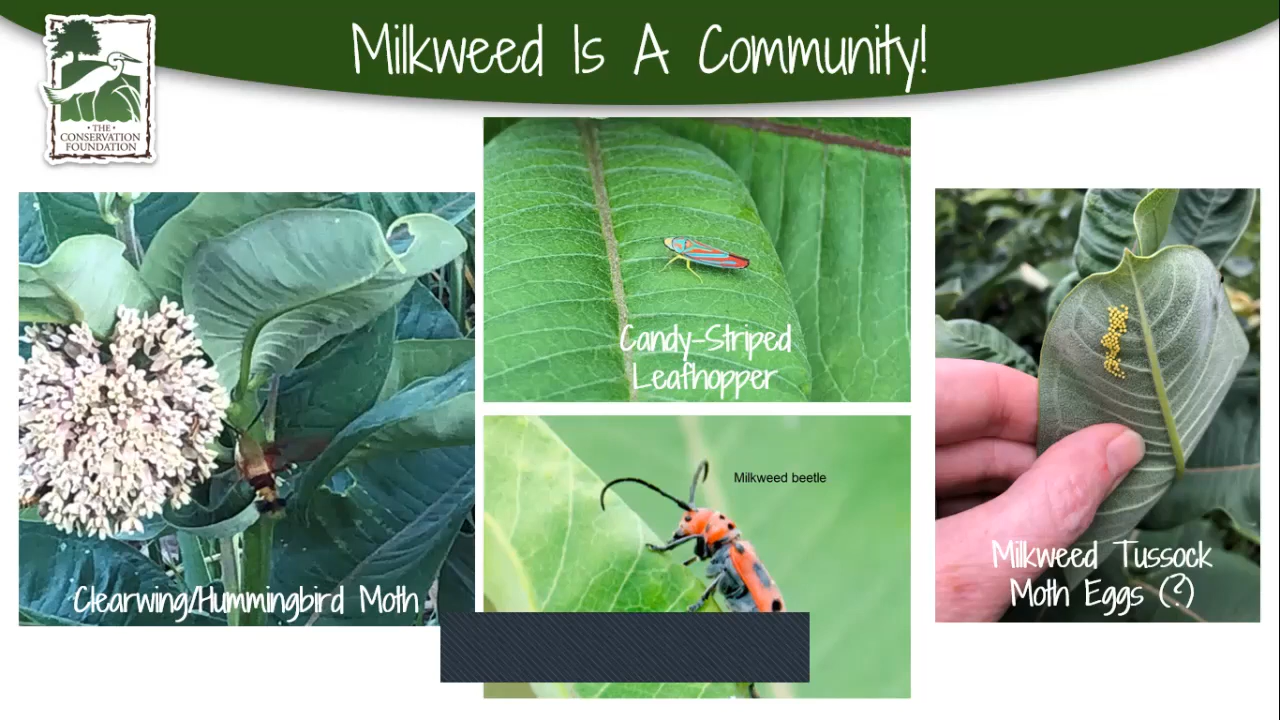 Milkweed Is A Community!
· THE ·
CONSERVATION
FOUNDATION
Candy-Striped
Leafhopper
Milkweed beetle
Clearwing/Hummingbird Moth
Milkweed Tussock
Moth Eggs (?)